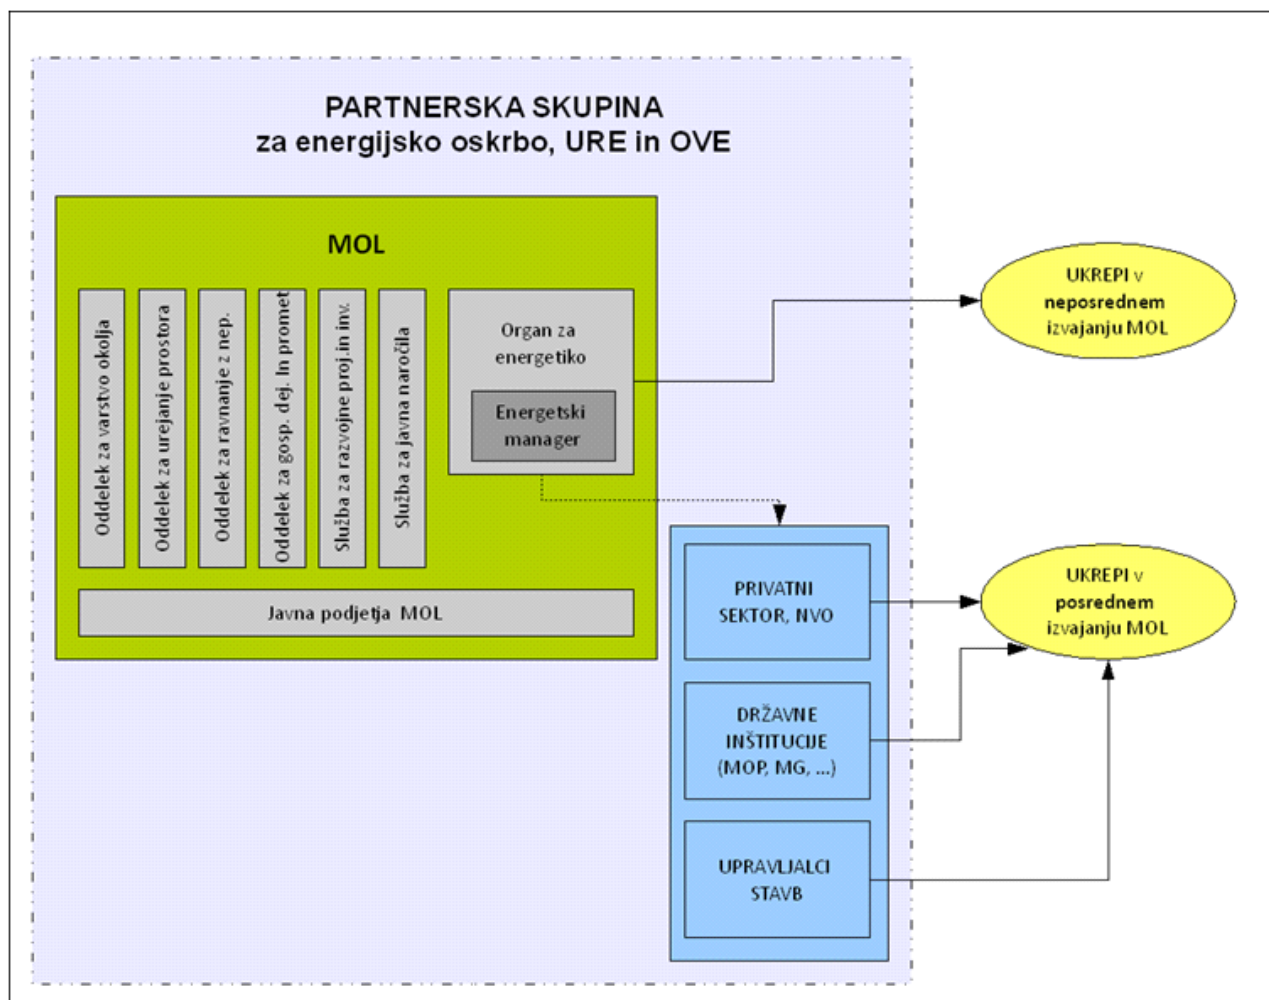 PARTNERSKA SKUPINA
za energijsko oskrbo, URE in OVE
MOL
Oddelek za varstvo okolja
Oddelek za urejanje prostora
Oddelek za ravnanje z nep.
Oddelek za gosp. dej. In promet
Služba za razvojne proj.in inv.
Služba za javna naročila
Organ za
energetiko
Energetski
manager
Javna podjetja MOL
UKREPI v
neposrednem
izvajanju MOL
PRIVATNI
SEKTOR, NVO
DRŽAVNE
INŠTITUCIJE
(MOP, MG, ...)
UPRAVLJALCI
STAVB
UKREPI v
posrednem
izvajanju MOL